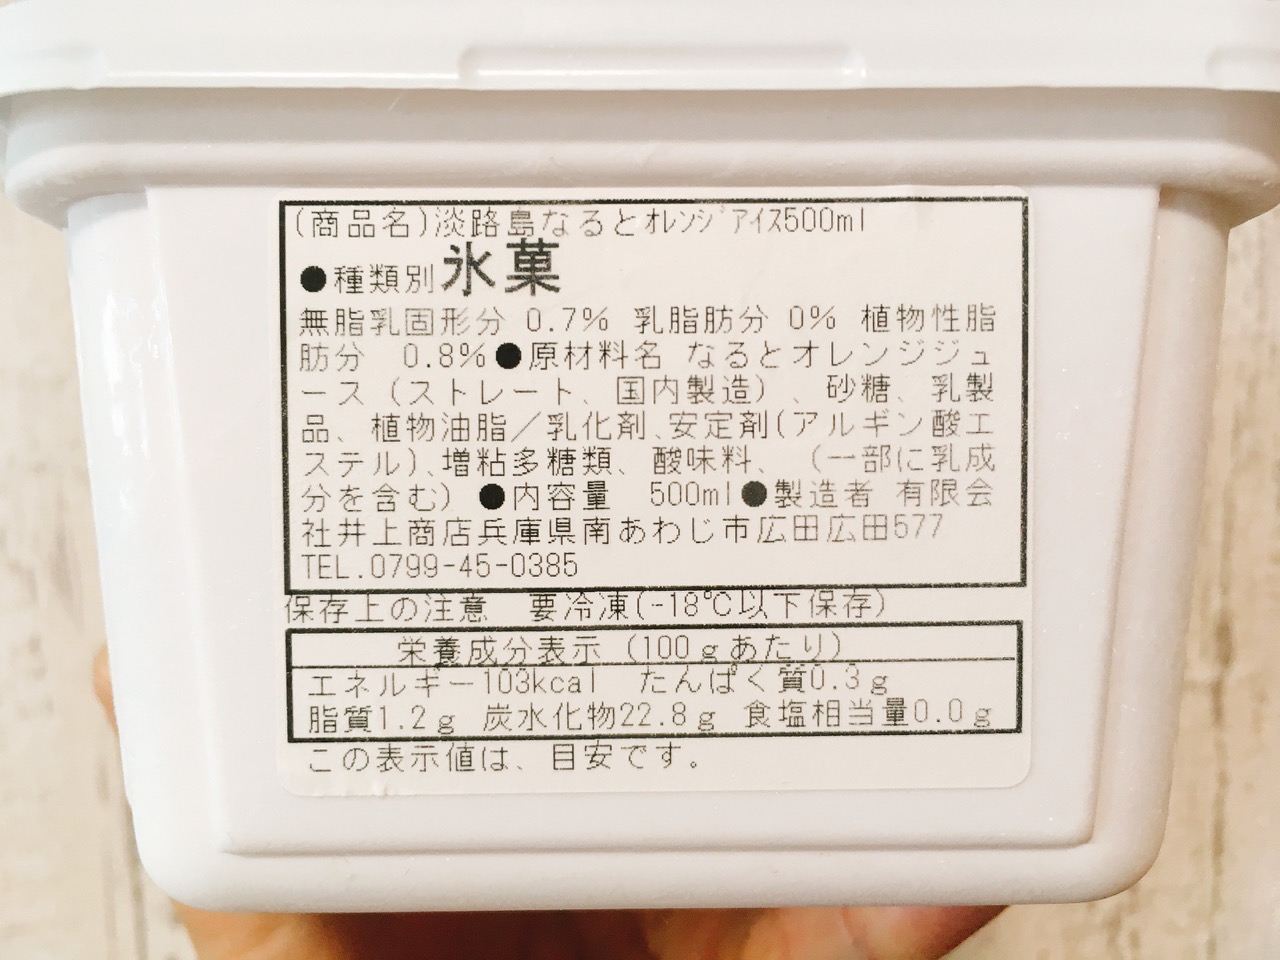 (商品名)淡路島なるとｵﾚﾝｼﾞｱｲｽ500ml
●種類別氷菓
無脂乳固形分 0.7% 乳脂肪分 0% 植物性脂
肪分 0.8%●原材料名 なるとオレンジジュ
ース（ストレート、国内製造）、砂糖、乳製
品、植物油脂／乳化剤、安定剤(アルギン酸エ
ステル)、増粘多糖類、酸味料、（一部に乳成
分を含む）●内容量 500ml●製造者 有限会
社井上商店兵庫県南あわじ市広田広田577
TEL.0799-45-0385
保存上の注意 要冷凍(-18℃以下保存)
栄養成分表示（100ｇあたり）
エネルギー103kcal たんぱく質0.3ｇ
脂質1.2ｇ 炭水化物22.8ｇ 食塩相当量0.0ｇ
この表示値は、目安です。